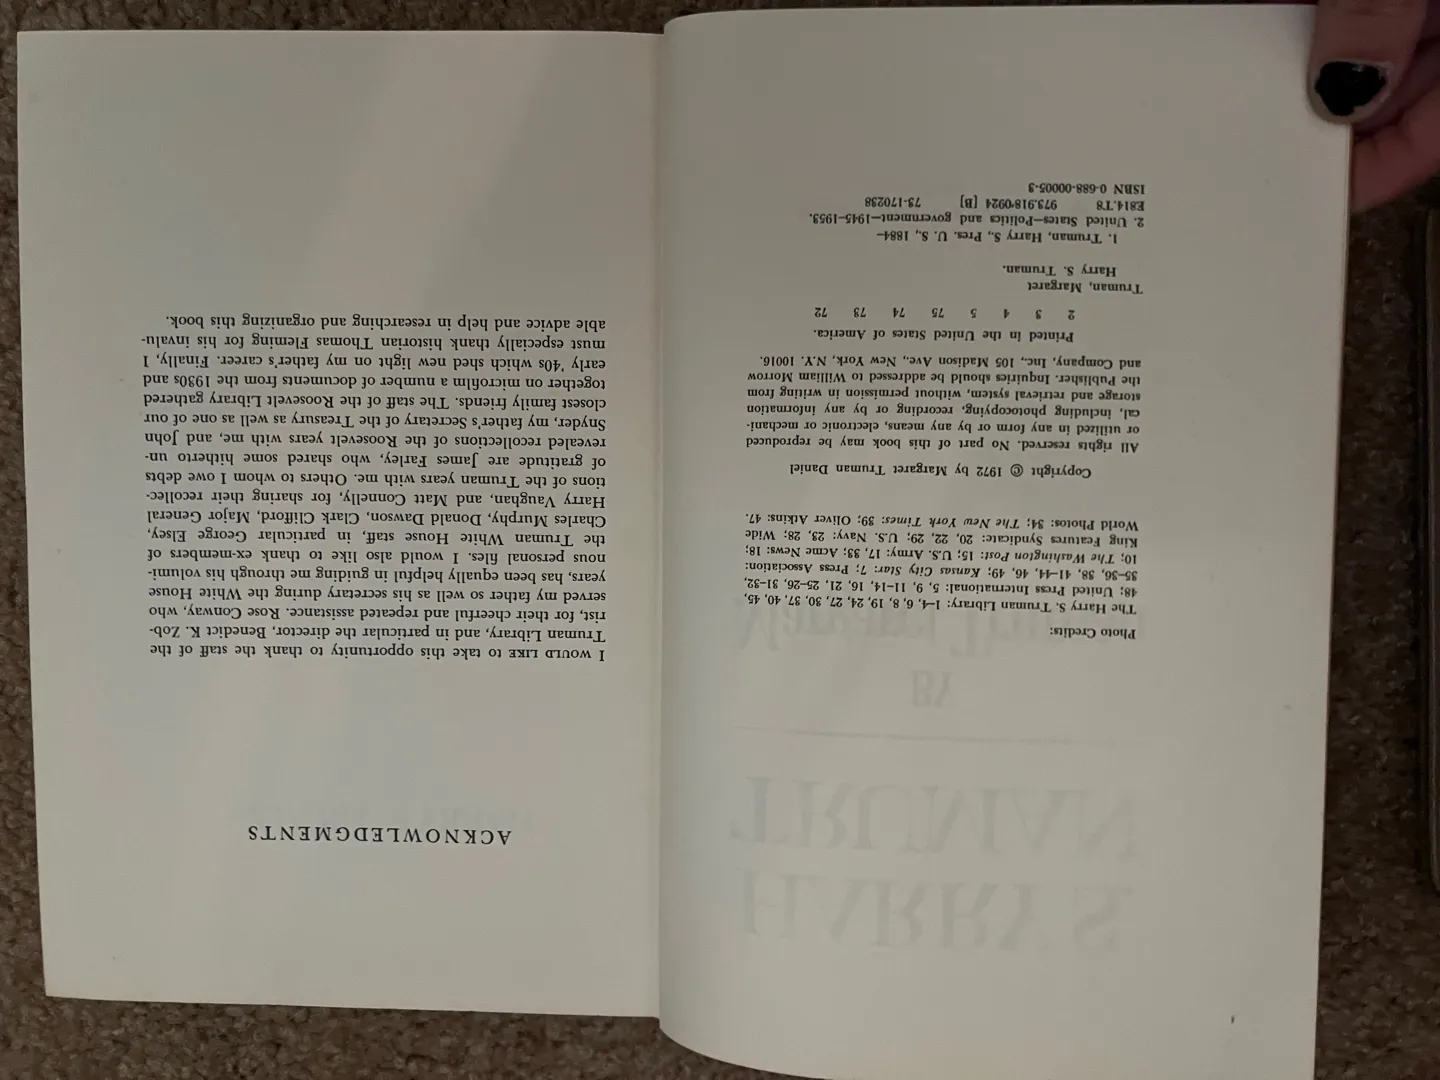 Photo Credits:
The Harry S. Truman Library: 1–4, 6, 8, 19, 24, 27, 30, 37, 40, 45,
48; United Press International: 5, 9, 11–14, 16, 21, 25–26, 31–32,
35–36, 38, 41–44, 46, 49; Kansas City Star: 7; Press Association:
10; The Washington Post: 15; U.S. Army: 17, 33; Acme News: 18;
King Features Syndicate: 20, 22, 29; U.S. Navy: 23, 28; Wide
World Photos: 34; The New York Times: 39; Oliver Atkins: 47.
Copyright © 1972 by Margaret Truman Daniel
All rights reserved. No part of this book may be reproduced
or utilized in any form or by any means, electronic or mechani-
cal, including photocopying, recording or by any information
storage and retrieval system, without permission in writing from
the Publisher. Inquiries should be addressed to William Morrow
and Company, Inc., 105 Madison Ave., New York, N.Y. 10016.
Printed in the United States of America.
2 3 4 5 75 74 73 72
Truman, Margaret
Harry S. Truman.
1. Truman, Harry S., Pres. U. S., 1884–
2. United States—Politics and government—1945–1953.
E814.T8 973.918'0924 [B] 73-170238
ISBN 0-688-00005-3
ACKNOWLEDGMENTS
I WOULD LIKE to take this opportunity to thank the staff of the
Truman Library, and in particular the director, Benedict K. Zob-
rist, for their cheerful and repeated assistance. Rose Conway, who
served my father so well as his secretary during the White House
years, has been equally helpful in guiding me through his volumi-
nous personal files. I would also like to thank ex-members of
the Truman White House staff, in particular George Elsey,
Charles Murphy, Donald Dawson, Clark Clifford, Major General
Harry Vaughan, and Matt Connelly, for sharing their recollec-
tions of the Truman years with me. Others to whom I owe debts
of gratitude are James Farley, who shared some hitherto un-
revealed recollections of the Roosevelt years with me, and John
Snyder, my father's Secretary of the Treasury as well as one of our
closest family friends. The staff of the Roosevelt Library gathered
together on microfilm a number of documents from the 1930s and
early '40s which shed new light on my father's career. Finally, I
must especially thank historian Thomas Fleming for his invalu-
able advice and help in researching and organizing this book.